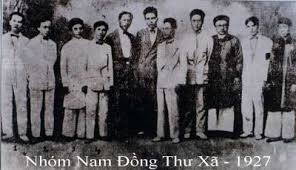 Nhóm Nam Đồng Thư Xã - 1927